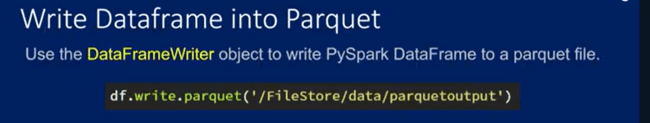 Write Dataframe into Parquet
Use the DataFrameWriter object to write PySpark DataFrame to a parquet file.
df.write.parquet('/FileStore/data/parquetoutput')